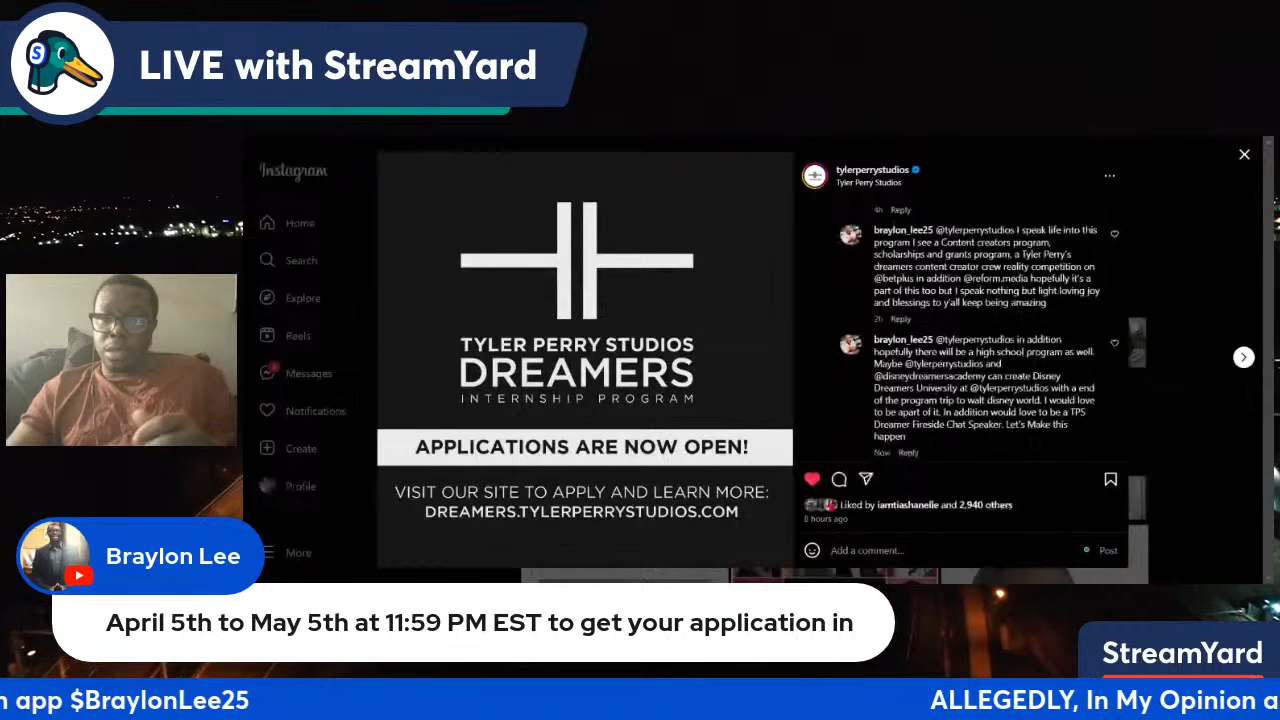 LIVE with StreamYard
Instagram
Home
Search
Explore
Reels
Messages
Notifications
Create
Profile
More
TYLER PERRY STUDIOS
DREAMERS
INTERNSHIP PROGRAM
APPLICATIONS ARE NOW OPEN!
VISIT OUR SITE TO APPLY AND LEARN MORE:
DREAMERS.TYLERPERRYSTUDIOS.COM
tylerperrystudios
Tyler Perry Studios
4h Reply
braylon_lee25 @tylerperrystudios I speak life into this
program I see a Content creators program,
scholarships and grants program, a Tyler Perry's
dreamers content creator crew reality competition on
@betplus in addition @reform.media hopefully it's a
part of this too but I speak nothing but light loving joy
and blessings to y'all keep being amazing
2h Reply
braylon_lee25 @tylerperrystudios in addition
hopefully there will be a high school program as well.
Maybe @tylerperrystudios and
@disneydreamersacademy can create Disney
Dreamers University at @tylerperrystudios with a end
of the program trip to walt disney world. I would love
to be apart of it. In addition would love to be a TPS
Dreamer Fireside Chat Speaker. Let's Make this
happen
Now Reply
Liked by iamtiashanelle and 2,940 others
8 hours ago
Add a comment...
Post
Braylon Lee
April 5th to May 5th at 11:59 PM EST to get your application in
StreamYard
app $BraylonLee25
ALLEGEDLY, In My Opinion a